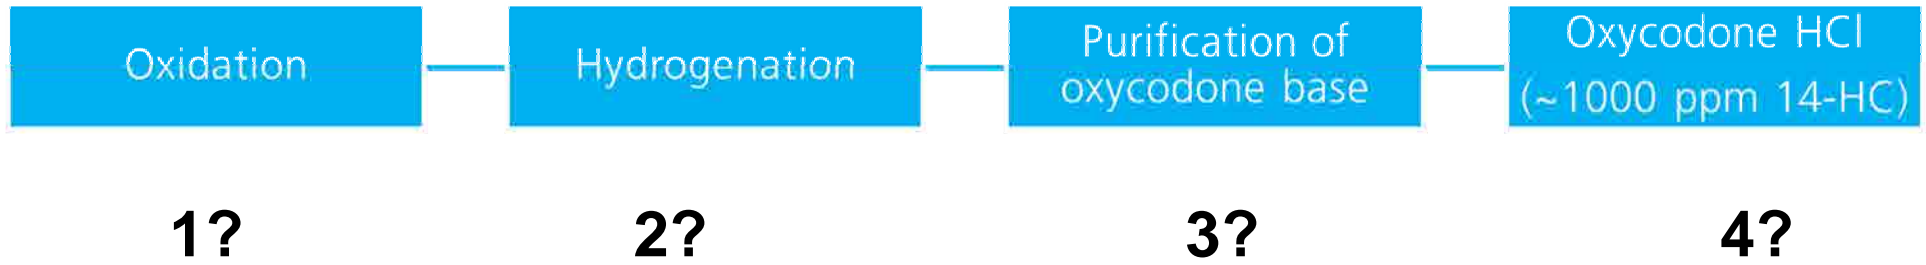 Oxidation
Hydrogenation
Purification of
oxycodone base
Oxycodone HCl
(~1000 ppm 14-HC)
1?
2?
3?
4?